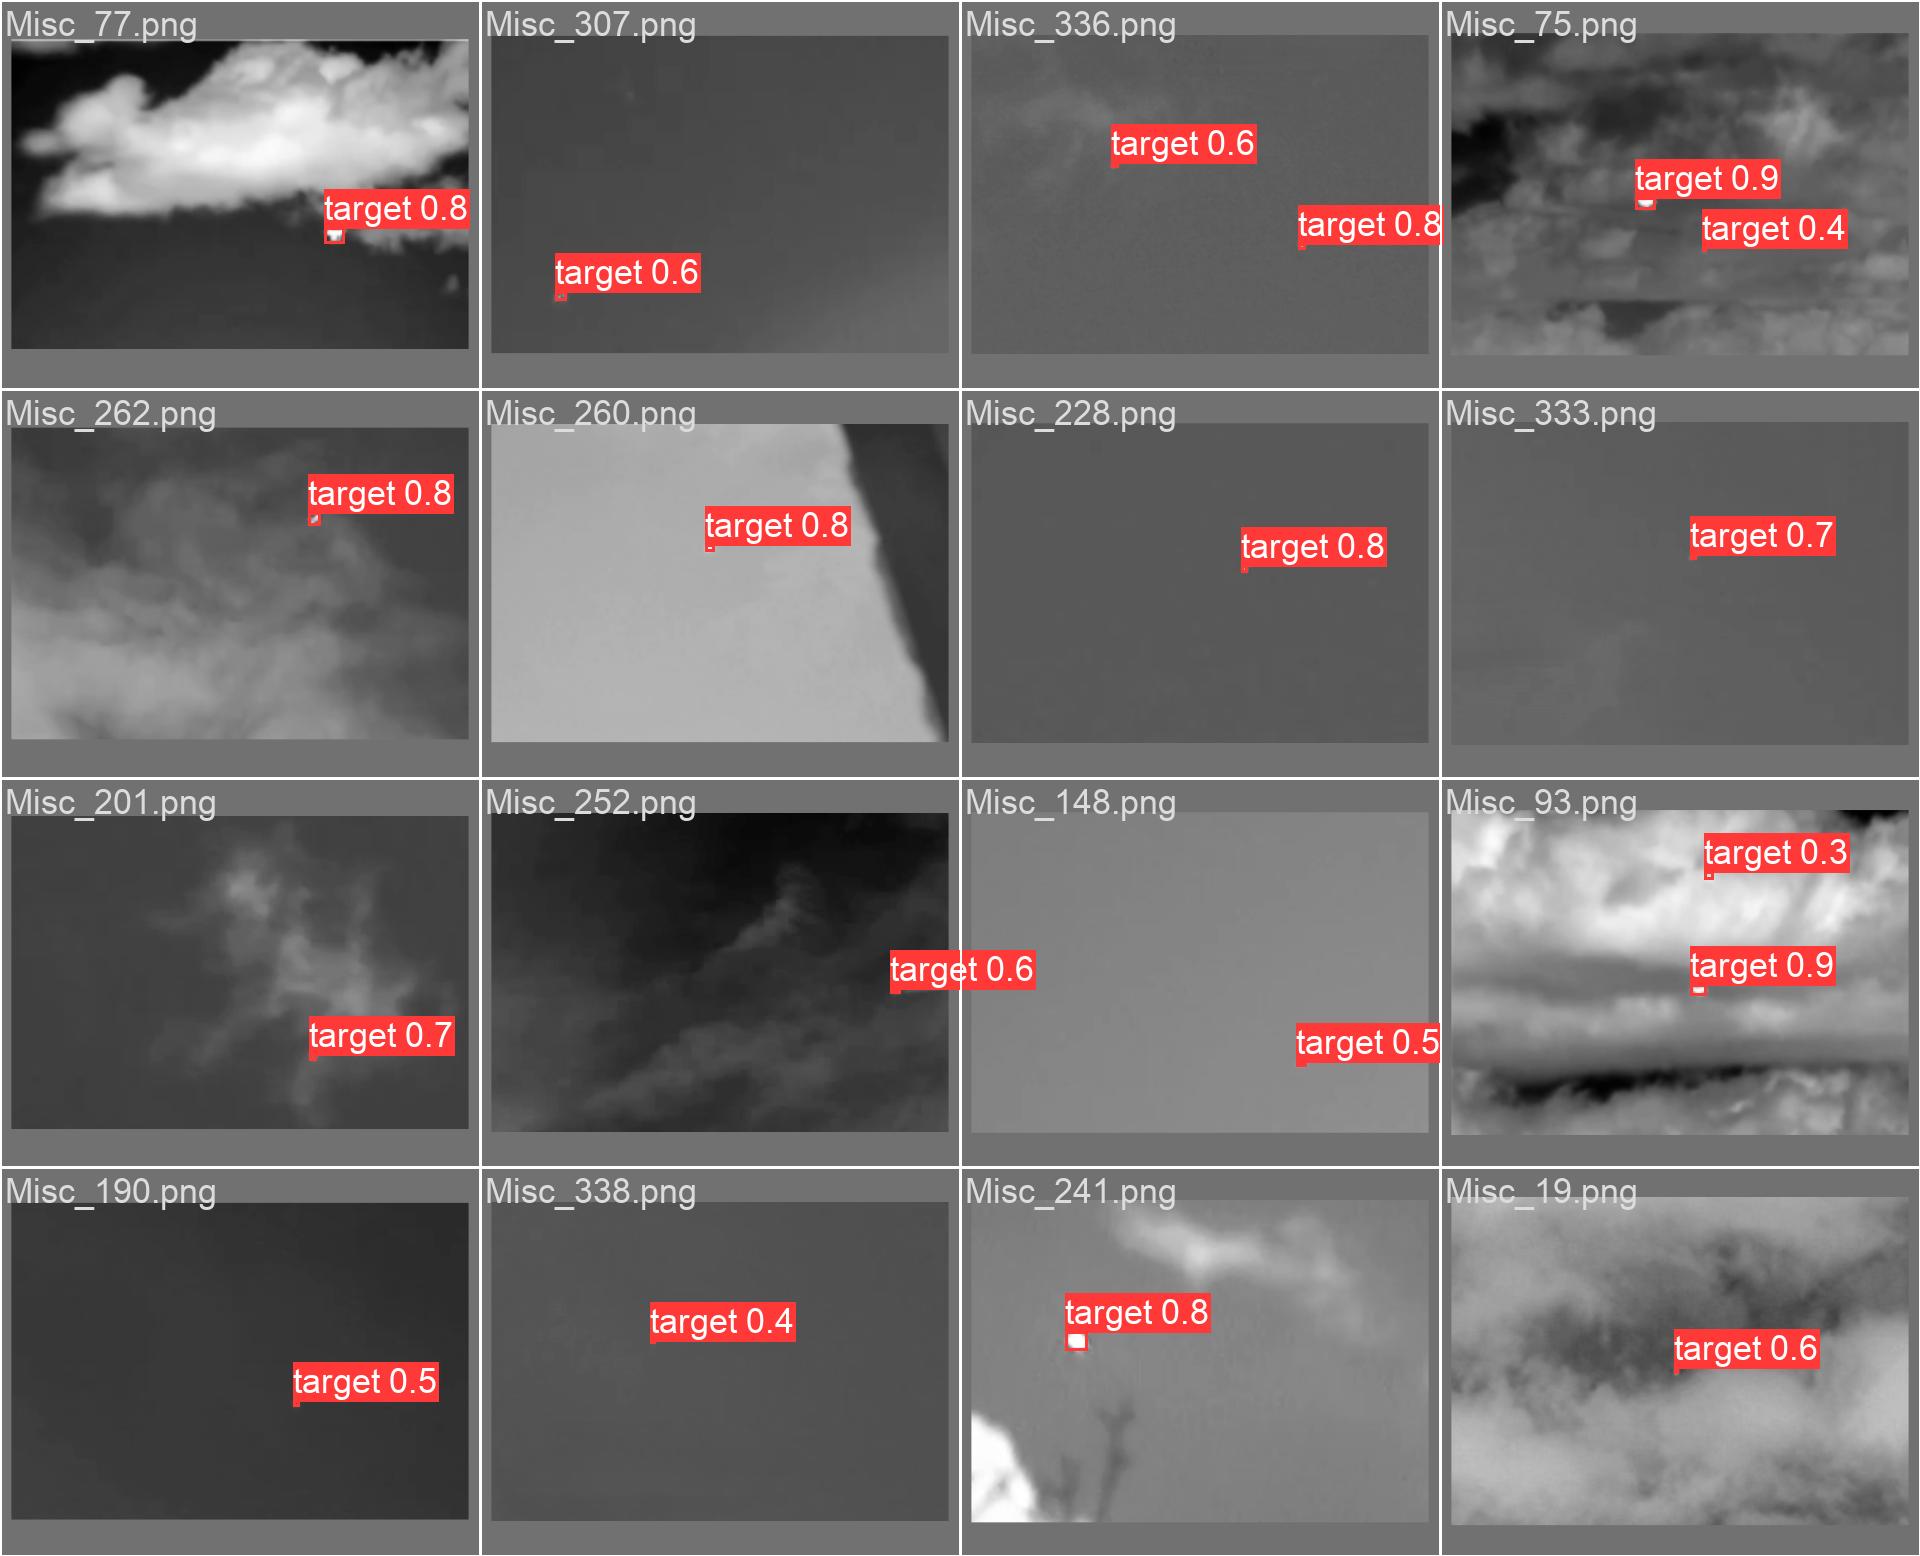 Misc_77.png
target 0.8
Misc_307.png
target 0.6
Misc_336.png
target 0.6
target 0.8
Misc_75.png
target 0.9
target 0.4
Misc_262.png
target 0.8
Misc_260.png
target 0.8
Misc_228.png
target 0.8
Misc_333.png
target 0.7
Misc_201.png
target 0.7
Misc_252.png
target 0.6
Misc_148.png
target 0.5
Misc_93.png
target 0.3
target 0.9
Misc_190.png
target 0.5
Misc_338.png
target 0.4
Misc_241.png
target 0.8
Misc_19.png
target 0.6